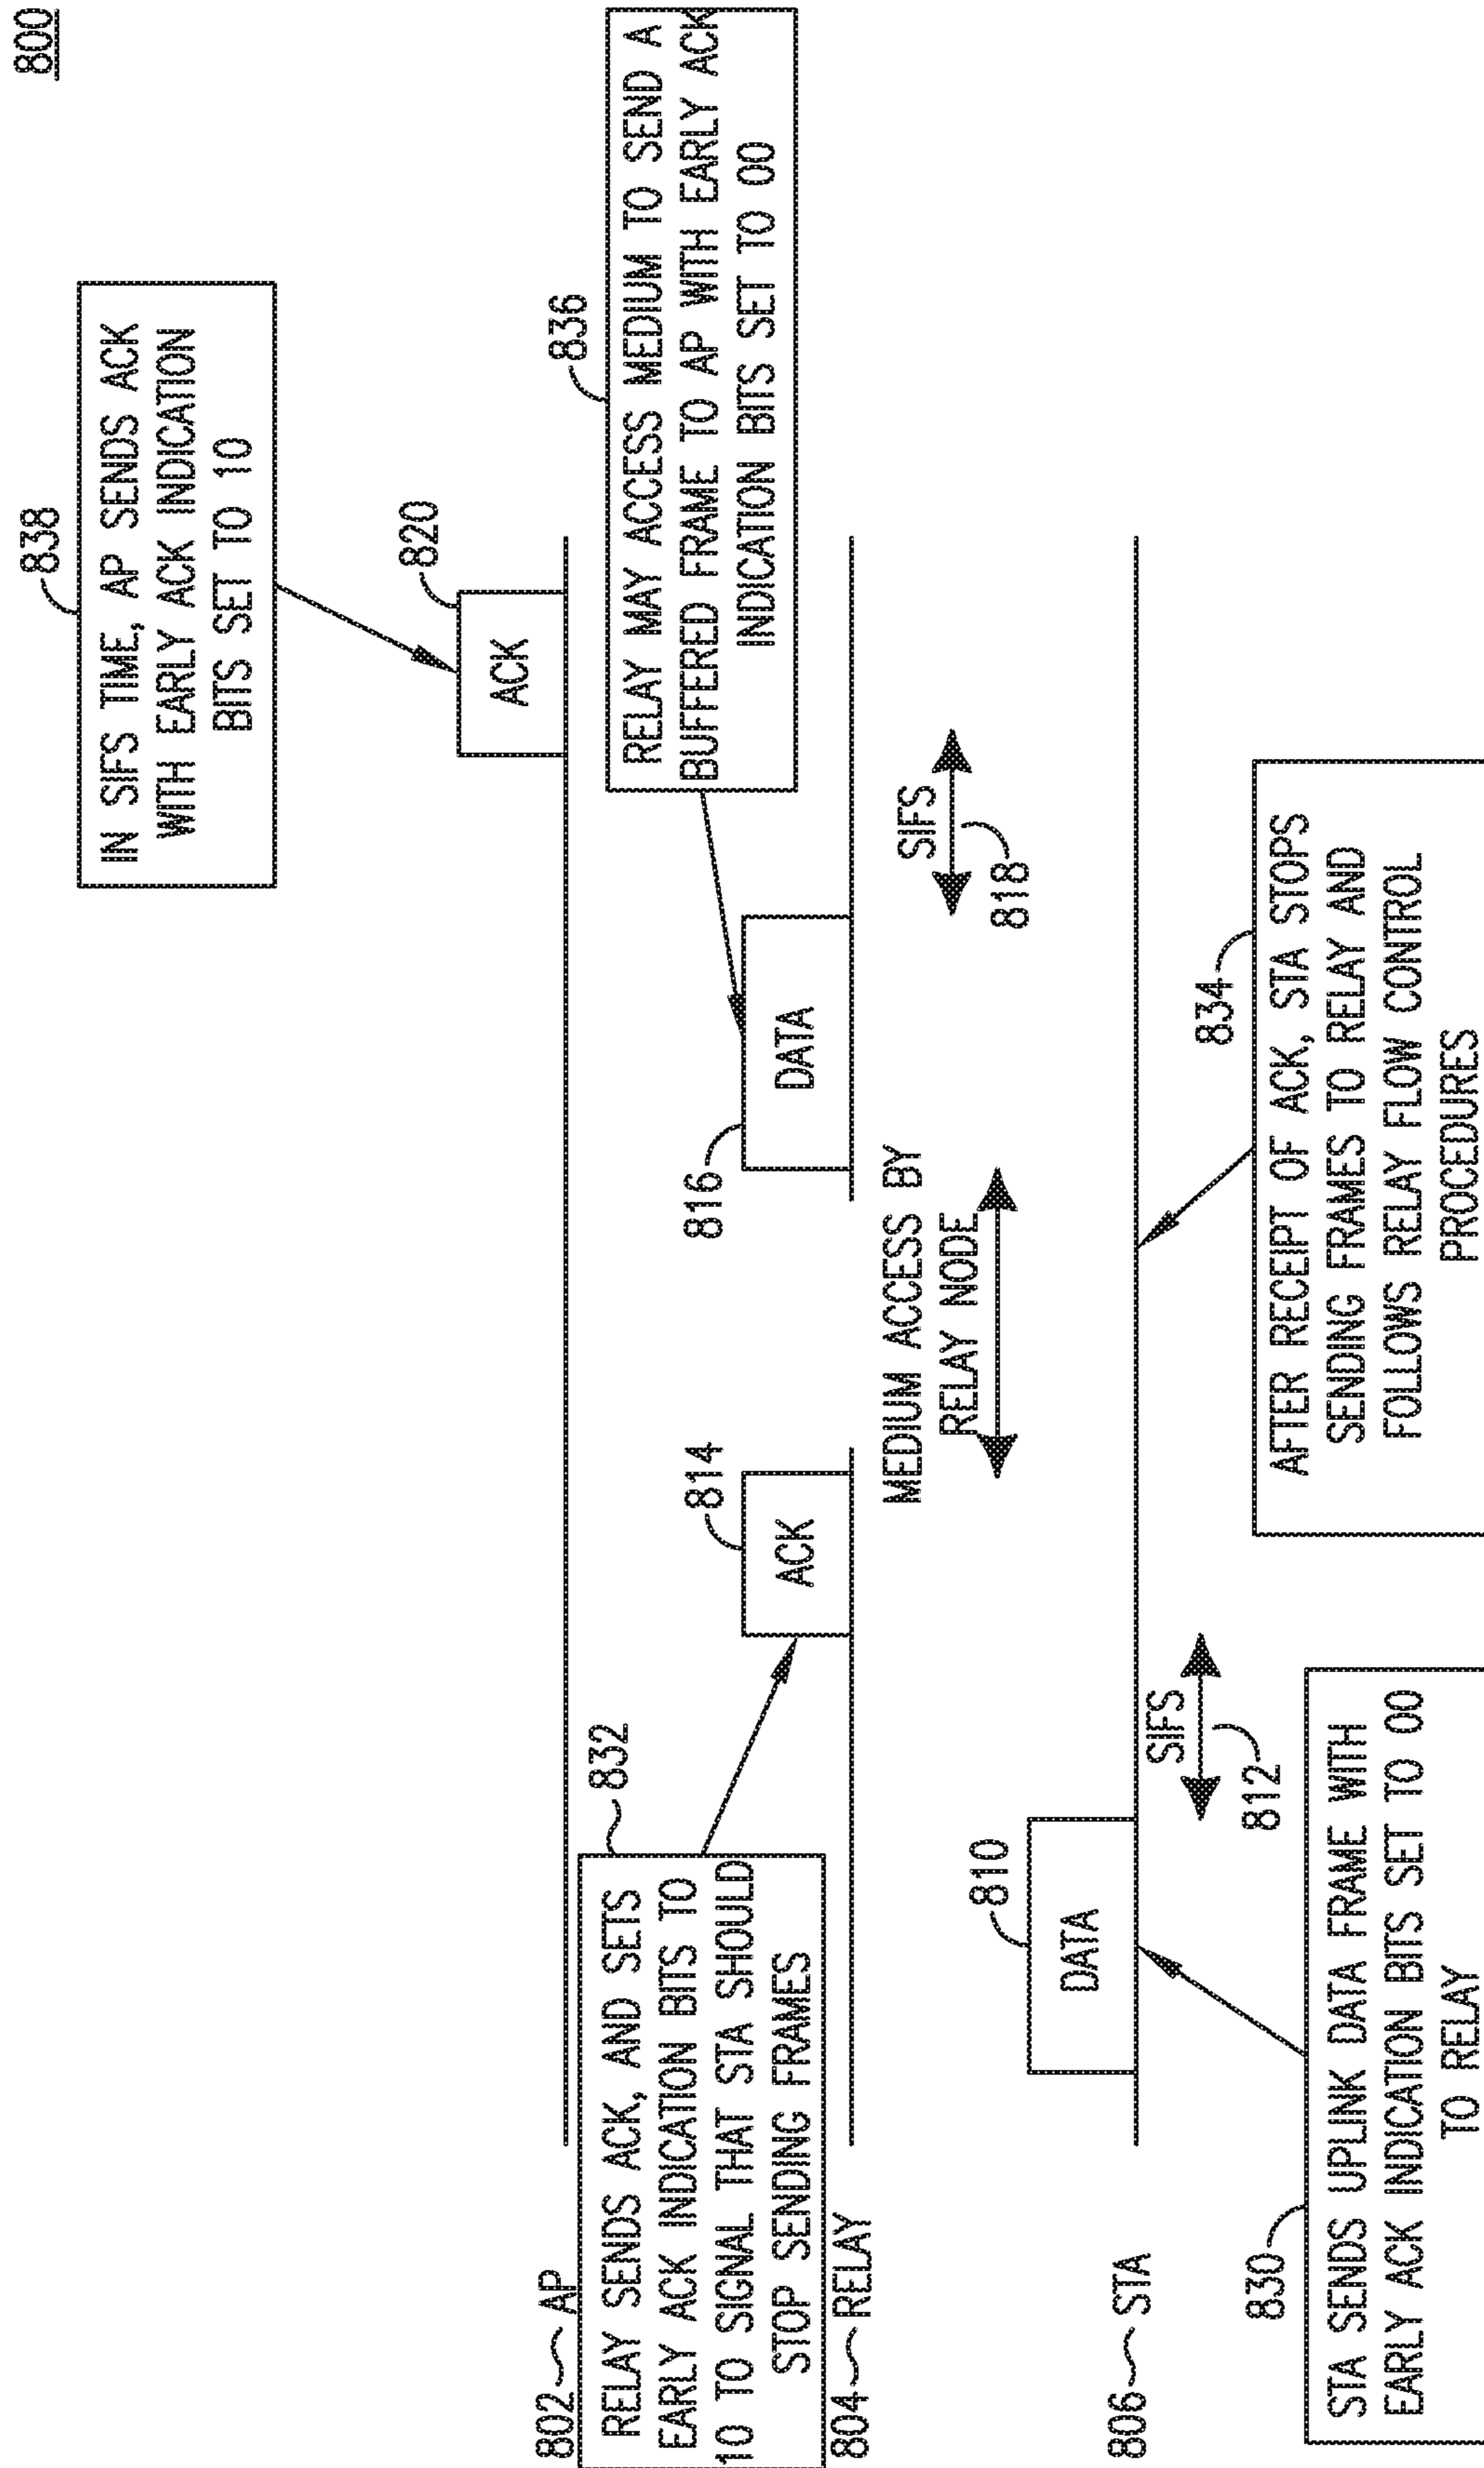 800
838
IN SIFS TIME, AP SENDS ACK
WITH EARLY ACK INDICATION
BITS SET TO 10
820
ACK
802 AP
832
RELAY SENDS ACK, AND SETS
EARLY ACK INDICATION BITS TO
10 TO SIGNAL THAT STA SHOULD
STOP SENDING FRAMES
836
RELAY MAY ACCESS MEDIUM TO SEND A
BUFFERED FRAME TO AP WITH EARLY ACK
INDICATION BITS SET TO 00
814
ACK
816
DATA
804 RELAY
MEDIUM ACCESS BY
RELAY NODE
SIFS
818
810
DATA
806 STA
SIFS
812
830
STA SENDS UPLINK DATA FRAME WITH
EARLY ACK INDICATION BITS SET TO 00
TO RELAY
834
AFTER RECEIPT OF ACK, STA STOPS
SENDING FRAMES TO RELAY AND
FOLLOWS RELAY FLOW CONTROL
PROCEDURES